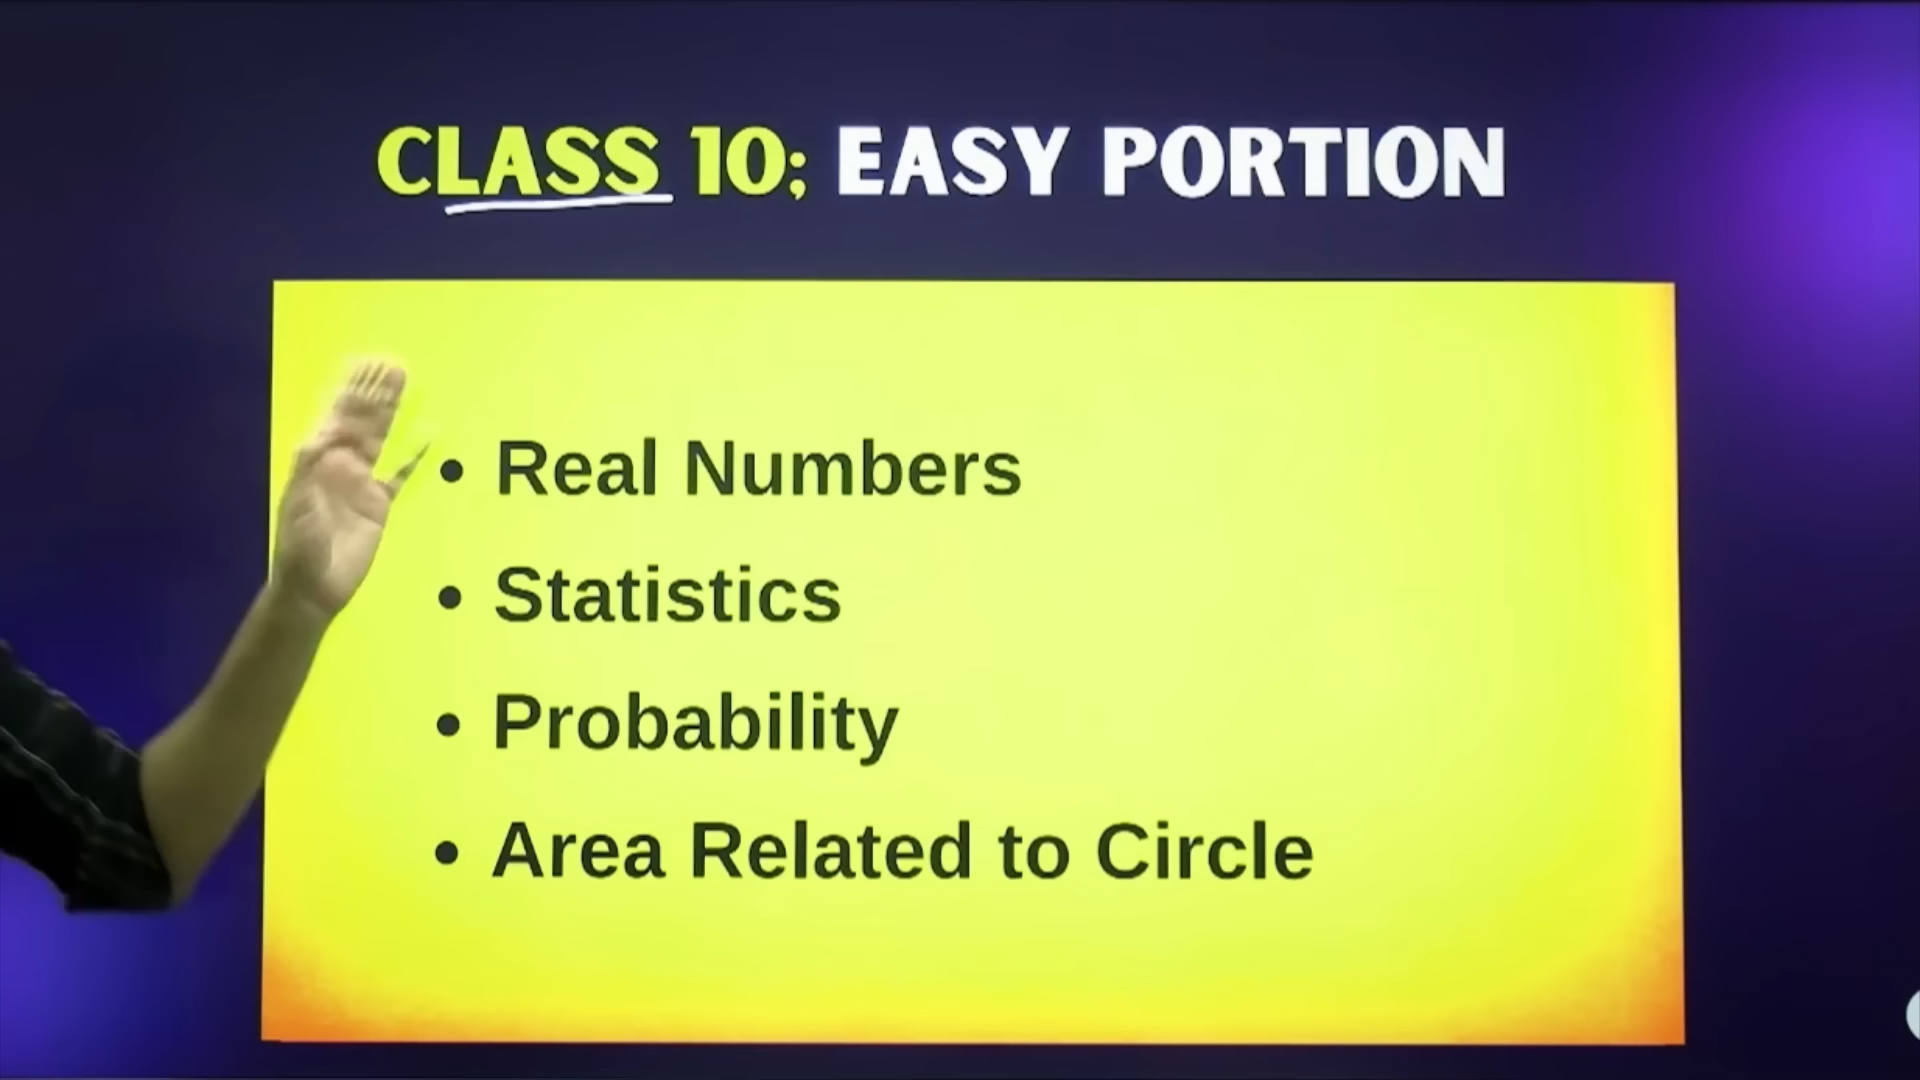 CLASS 10; EASY PORTION
• Real Numbers
• Statistics
• Probability
• Area Related to Circle